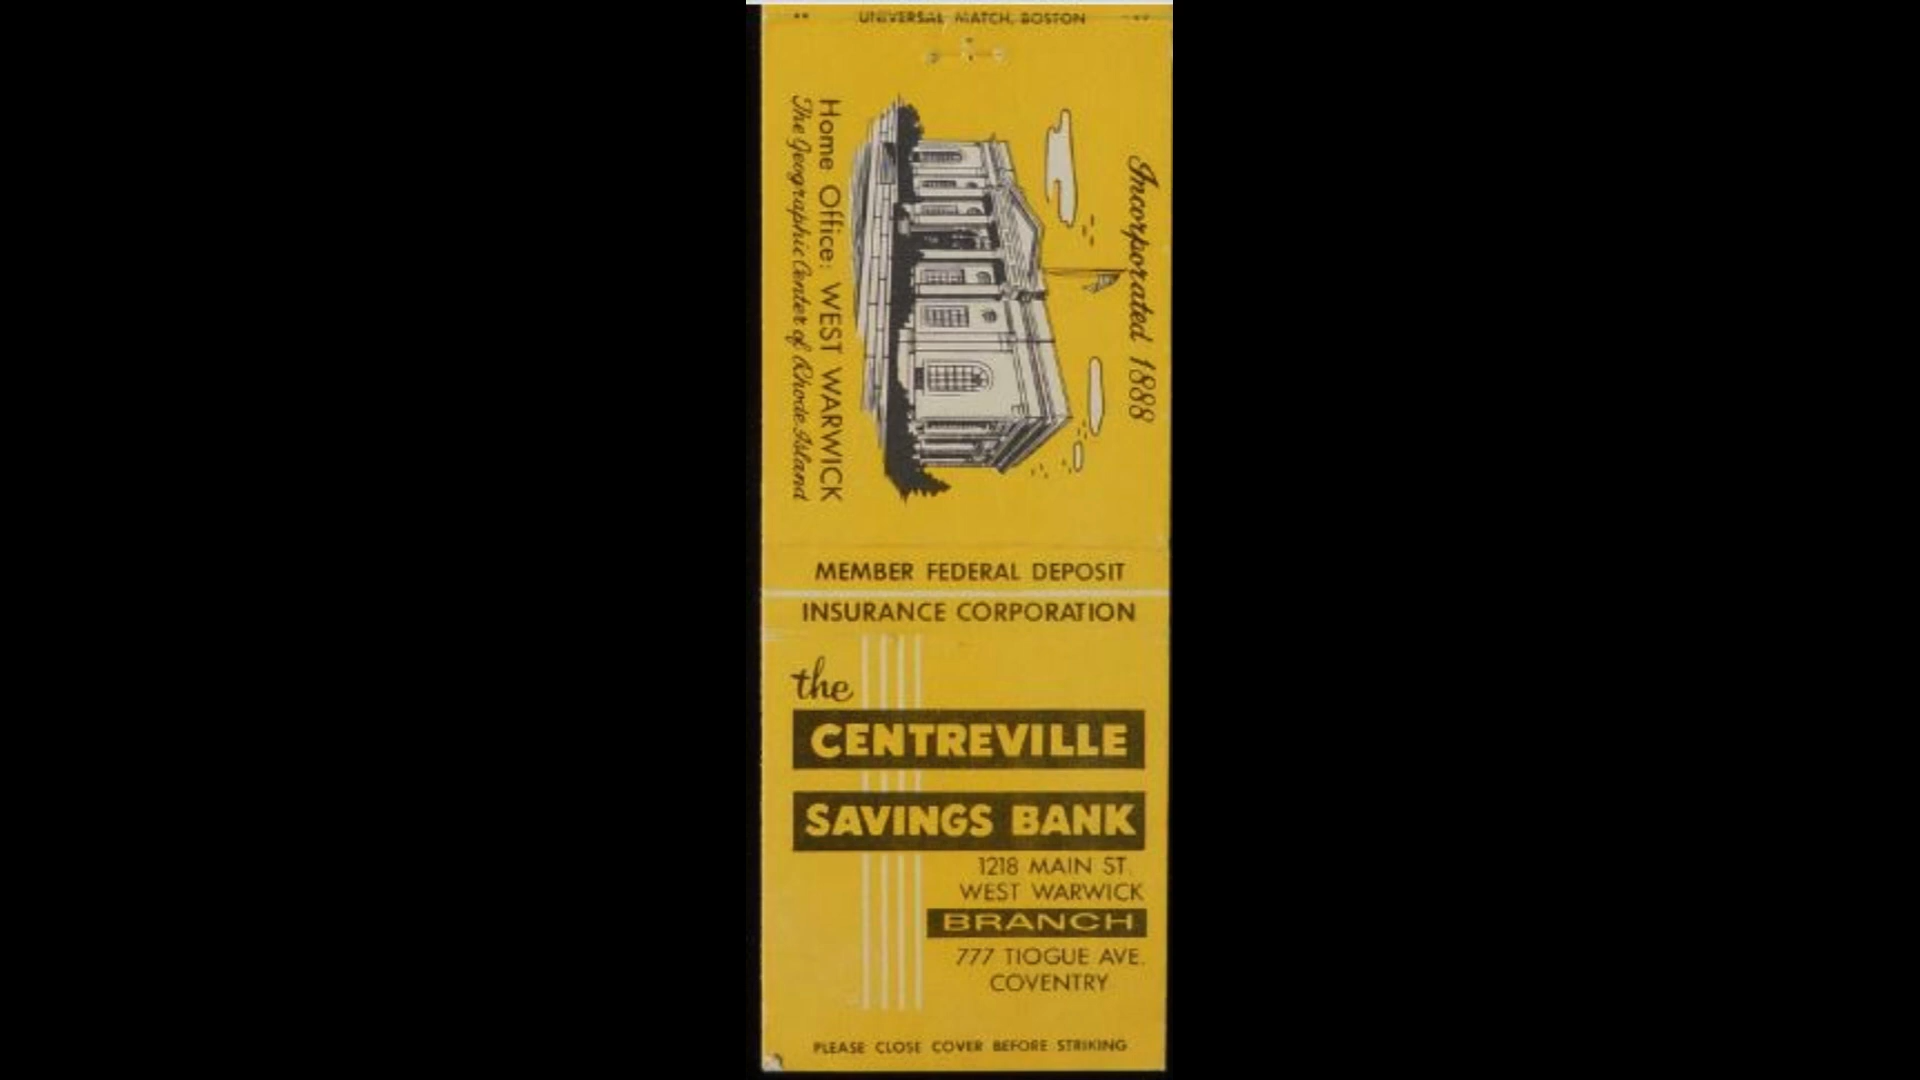 UNIVERSAL MATCH, BOSTON
Incorporated 1888
Home Office: WEST WARWICK
The Geographic Center of Rhode Island
MEMBER FEDERAL DEPOSIT
INSURANCE CORPORATION
the
CENTREVILLE
SAVINGS BANK
1218 MAIN ST.
WEST WARWICK
BRANCH
777 TIOGUE AVE.
COVENTRY
PLEASE CLOSE COVER BEFORE STRIKING